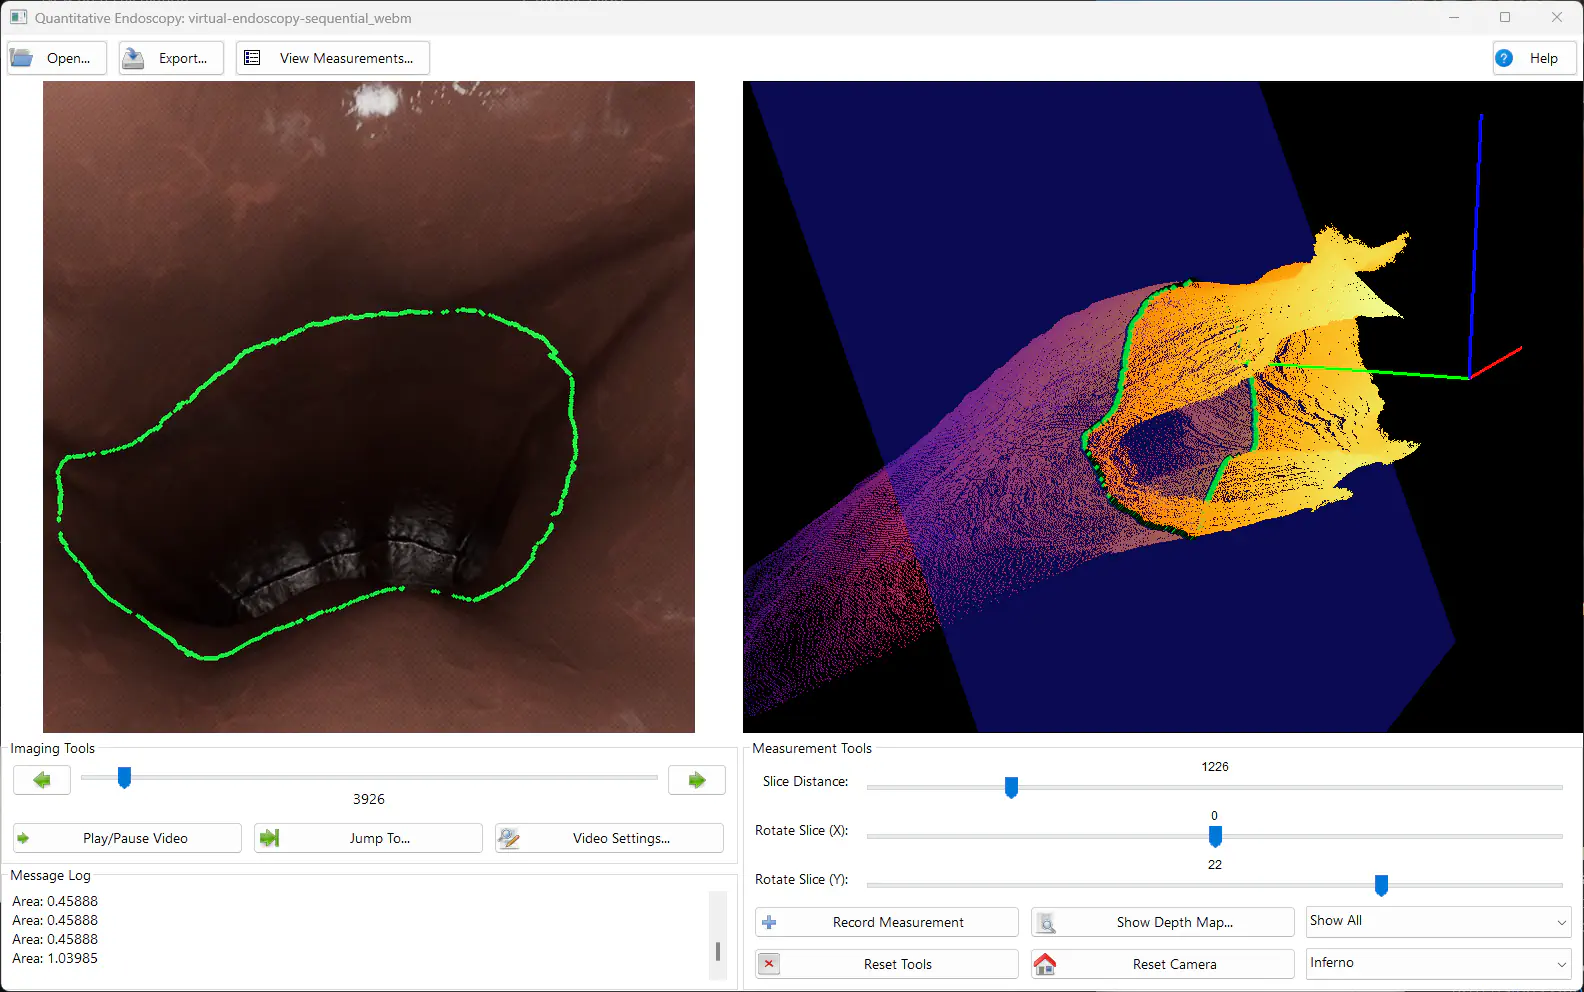 Quantitative Endoscopy: virtual-endoscopy-sequential_webm
Open...
Export...
View Measurements...
Help
Imaging Tools
3926
Play/Pause Video
Jump To...
Video Settings...
Message Log
Area: 0.45888
Area: 0.45888
Area: 0.45888
Area: 1.03985
Measurement Tools
Slice Distance:
1226
Rotate Slice (X):
0
Rotate Slice (Y):
22
Record Measurement
Show Depth Map...
Show All
Reset Tools
Reset Camera
Inferno